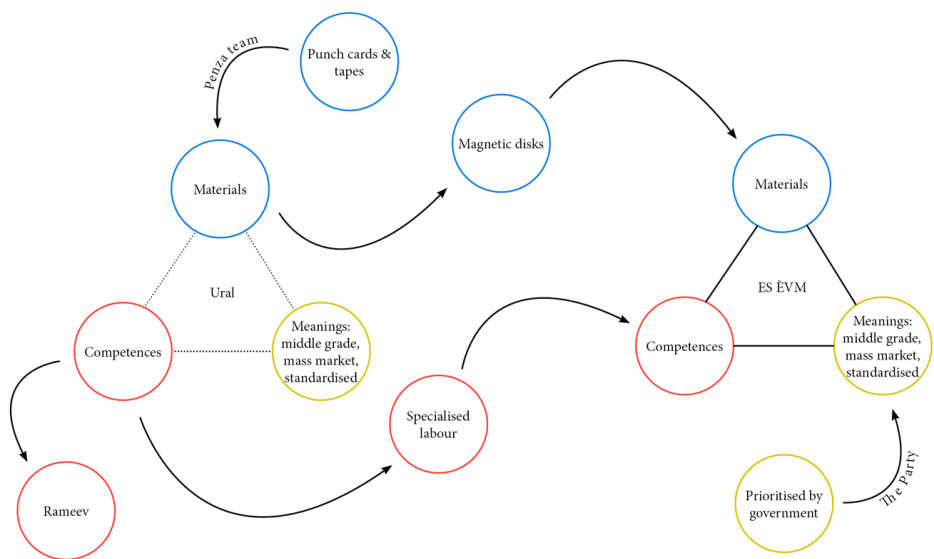 Penza team
Punch cards &
tapes
Magnetic disks
Materials
Materials
Ural
ES ÈVM
Competences
Meanings:
middle grade,
mass market,
standardised
Competences
Meanings:
middle grade,
mass market,
standardised
Specialised
labour
Rameev
Prioritised by
government
The Party